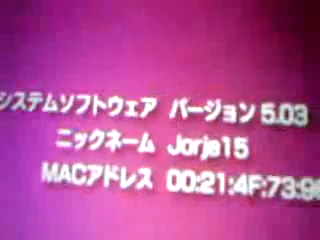 システムソフトウェア バージョン 5.03
ニックネーム Jorje15
MACアドレス 00:21:4F:73:9